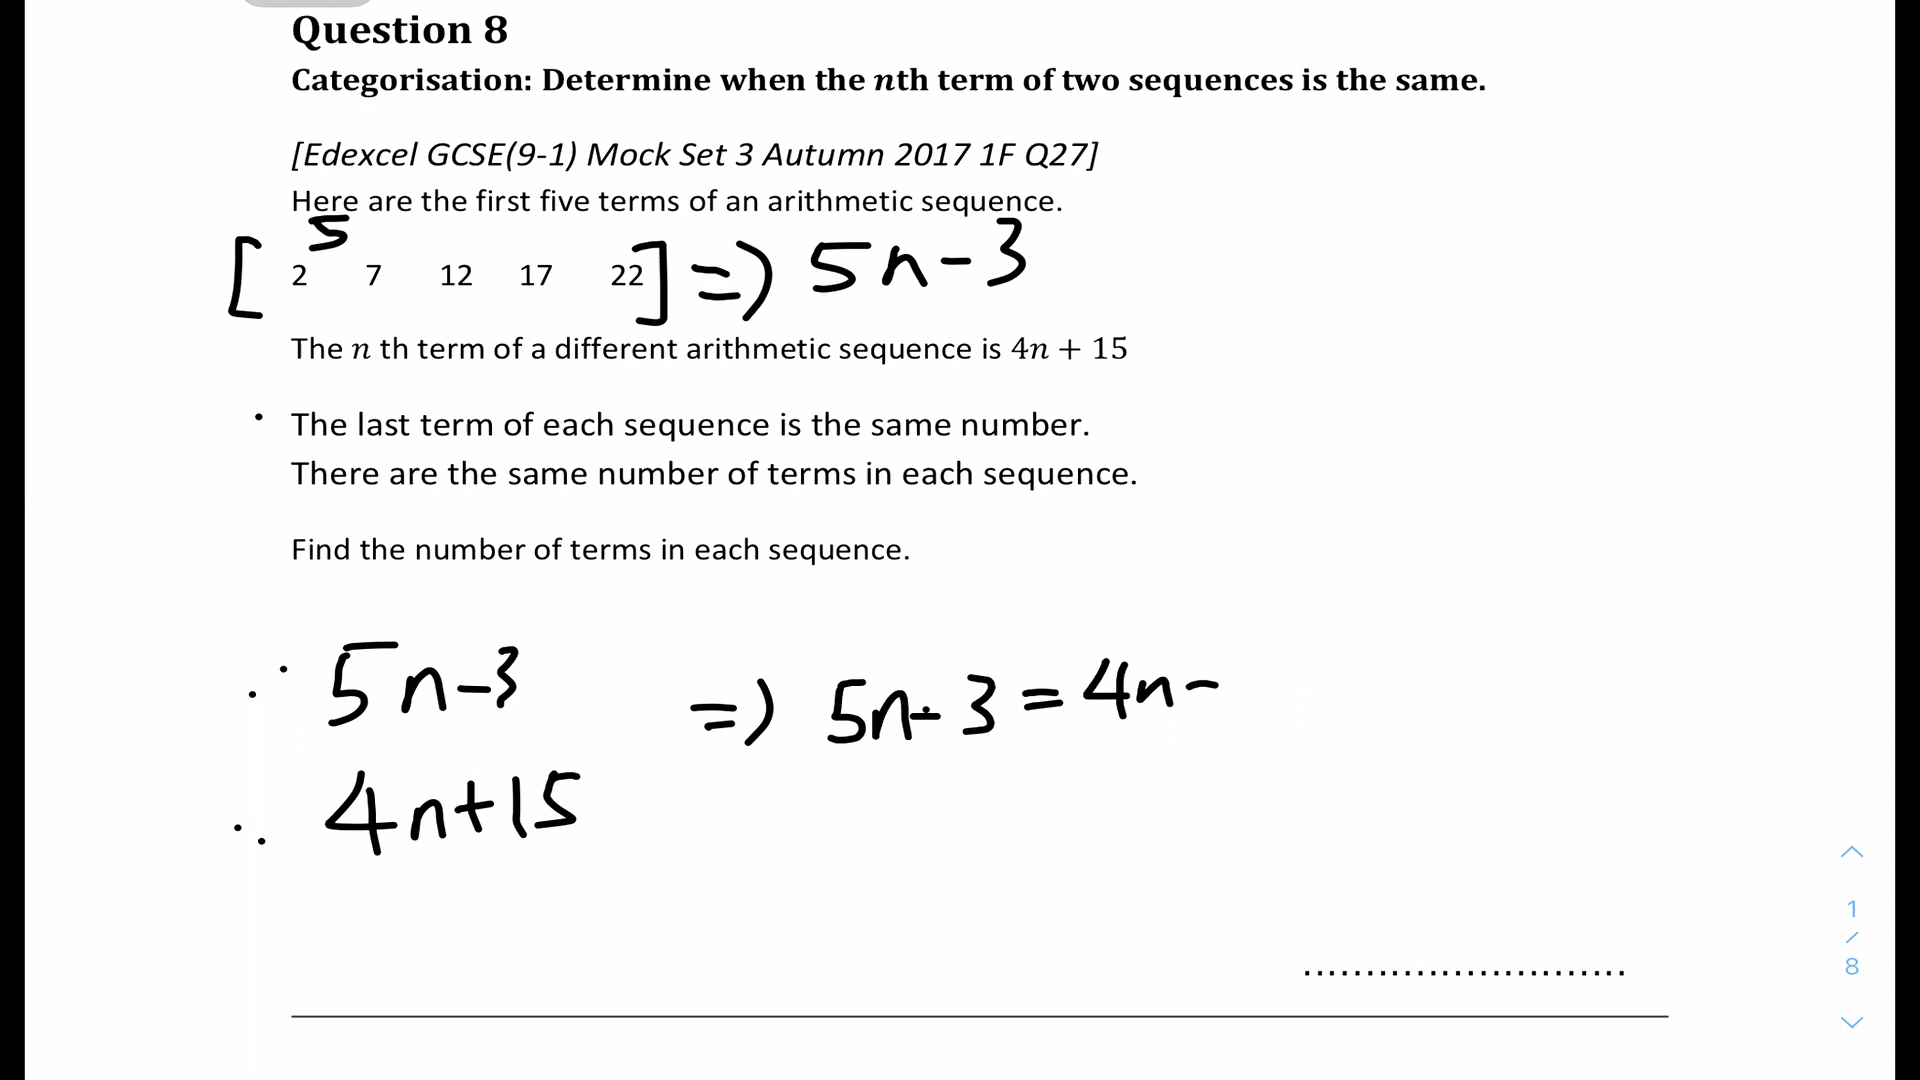 Question 8
Categorisation: Determine when the nth term of two sequences is the same.
[Edexcel GCSE(9-1) Mock Set 3 Autumn 2017 1F Q27]
Here are the first five terms of an arithmetic sequence.
5
[ 2 7 12 17 22 ] => 5n-3
The n th term of a different arithmetic sequence is 4n + 15
The last term of each sequence is the same number.
There are the same number of terms in each sequence.
Find the number of terms in each sequence.
5n-3 => 5n-3=4n-
4n+15
..........................
1
/
8